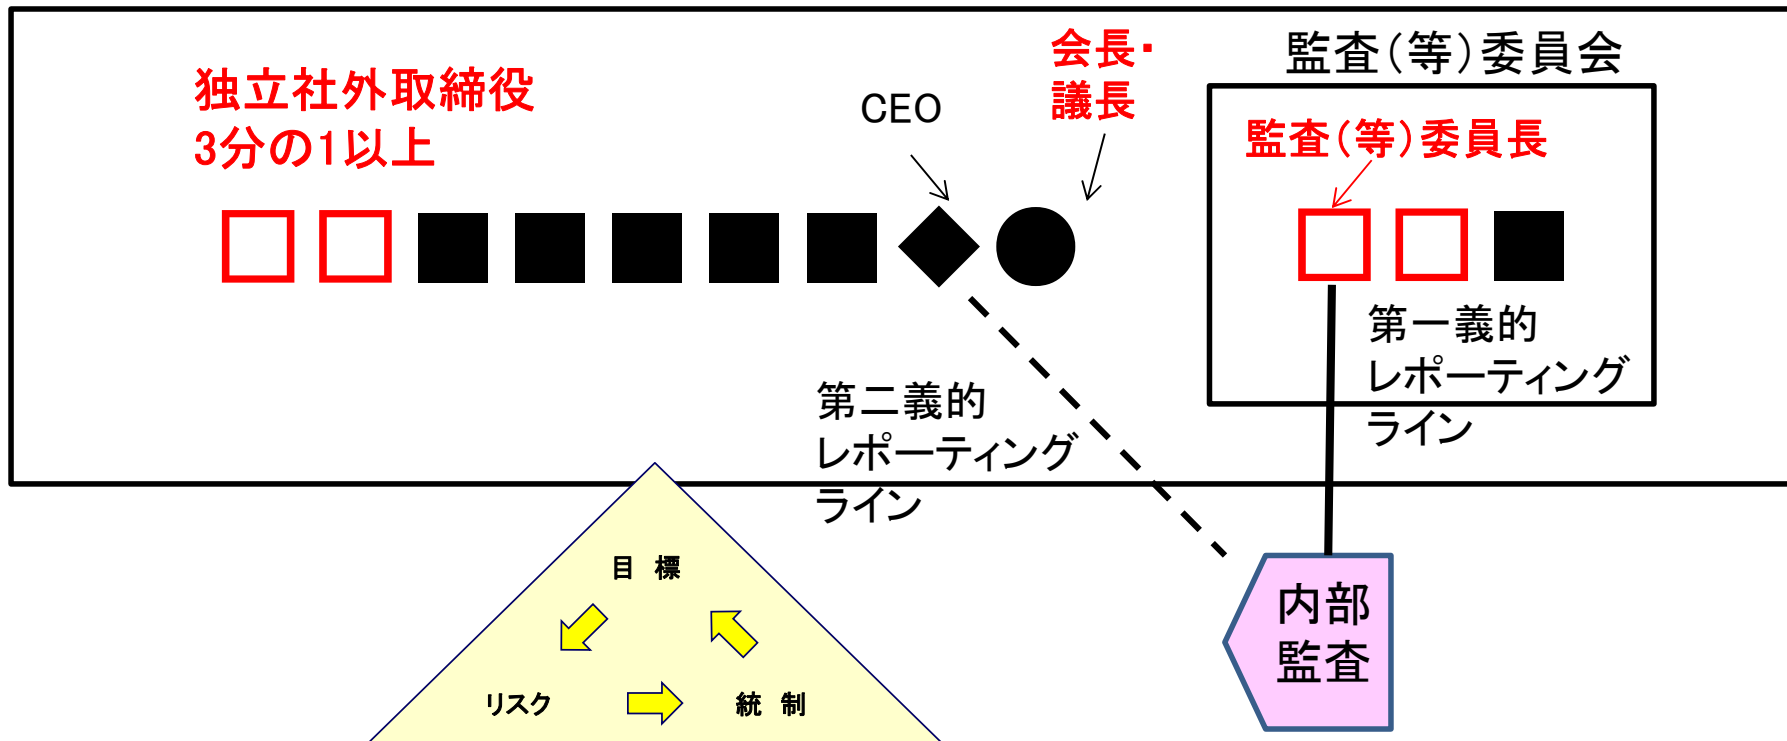 独立社外取締役
3分の1以上
CEO
会長・
議長
監査(等)委員会
監査(等)委員長
第一義的
レポーティング
ライン
第二義的
レポーティング
ライン
目 標
リスク
統 制
内部
監査